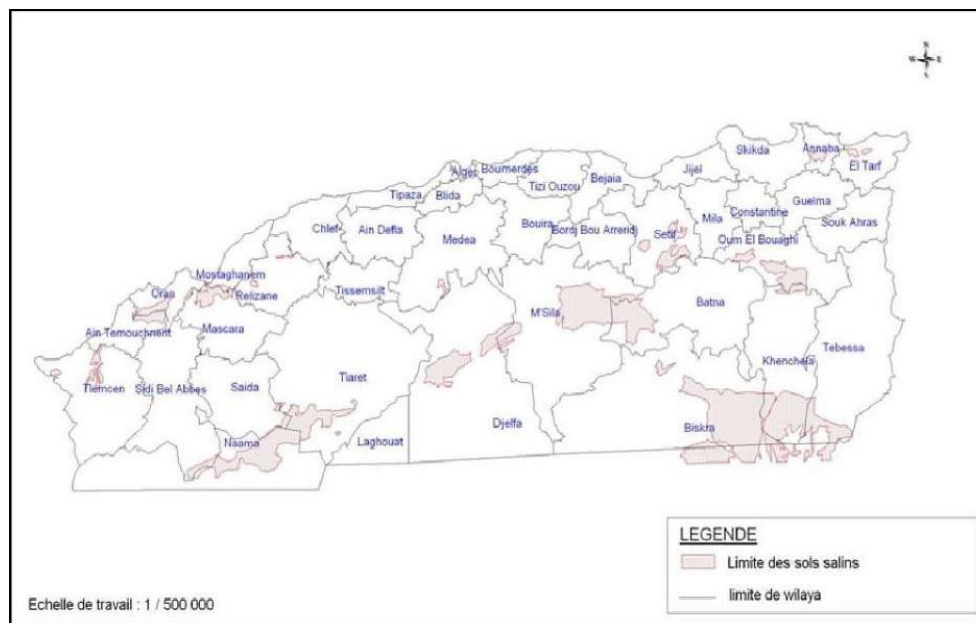 N
W E
S
Skikda
Annaba
El Tarf
Jijel
Boumerdes
Alger
Bejaia
Tizi Ouzou
Tipaza
Blida
Guelma
Mila
Constantine
Souk Ahras
Chlef
Ain Defla
Medea
Bouira
Bordj Bou Arreridj
Setif
Oum El Bouaghi
Mostaghanem
Relizane
Tissemsilt
Oran
M'Sila
Batna
Ain Temouchnent
Mascara
Tebessa
Khenchela
Tlemcen
Sidi Bel Abbes
Saida
Tiaret
Djelfa
Biskra
Naama
Laghouat
LEGENDE
Limite des sols salins
limite de wilaya
Echelle de travail : 1 / 500 000